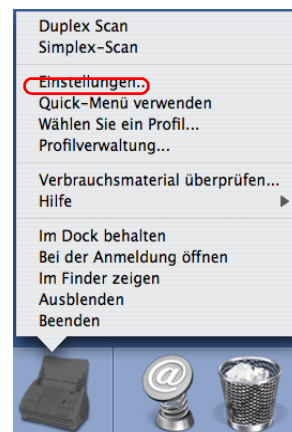 Duplex Scan
Simplex-Scan
Einstellungen...
Quick-Menü verwenden
Wählen Sie ein Profil...
Profilverwaltung...
Verbrauchsmaterial überprüfen...
Hilfe
Im Dock behalten
Bei der Anmeldung öffnen
Im Finder zeigen
Ausblenden
Beenden
@